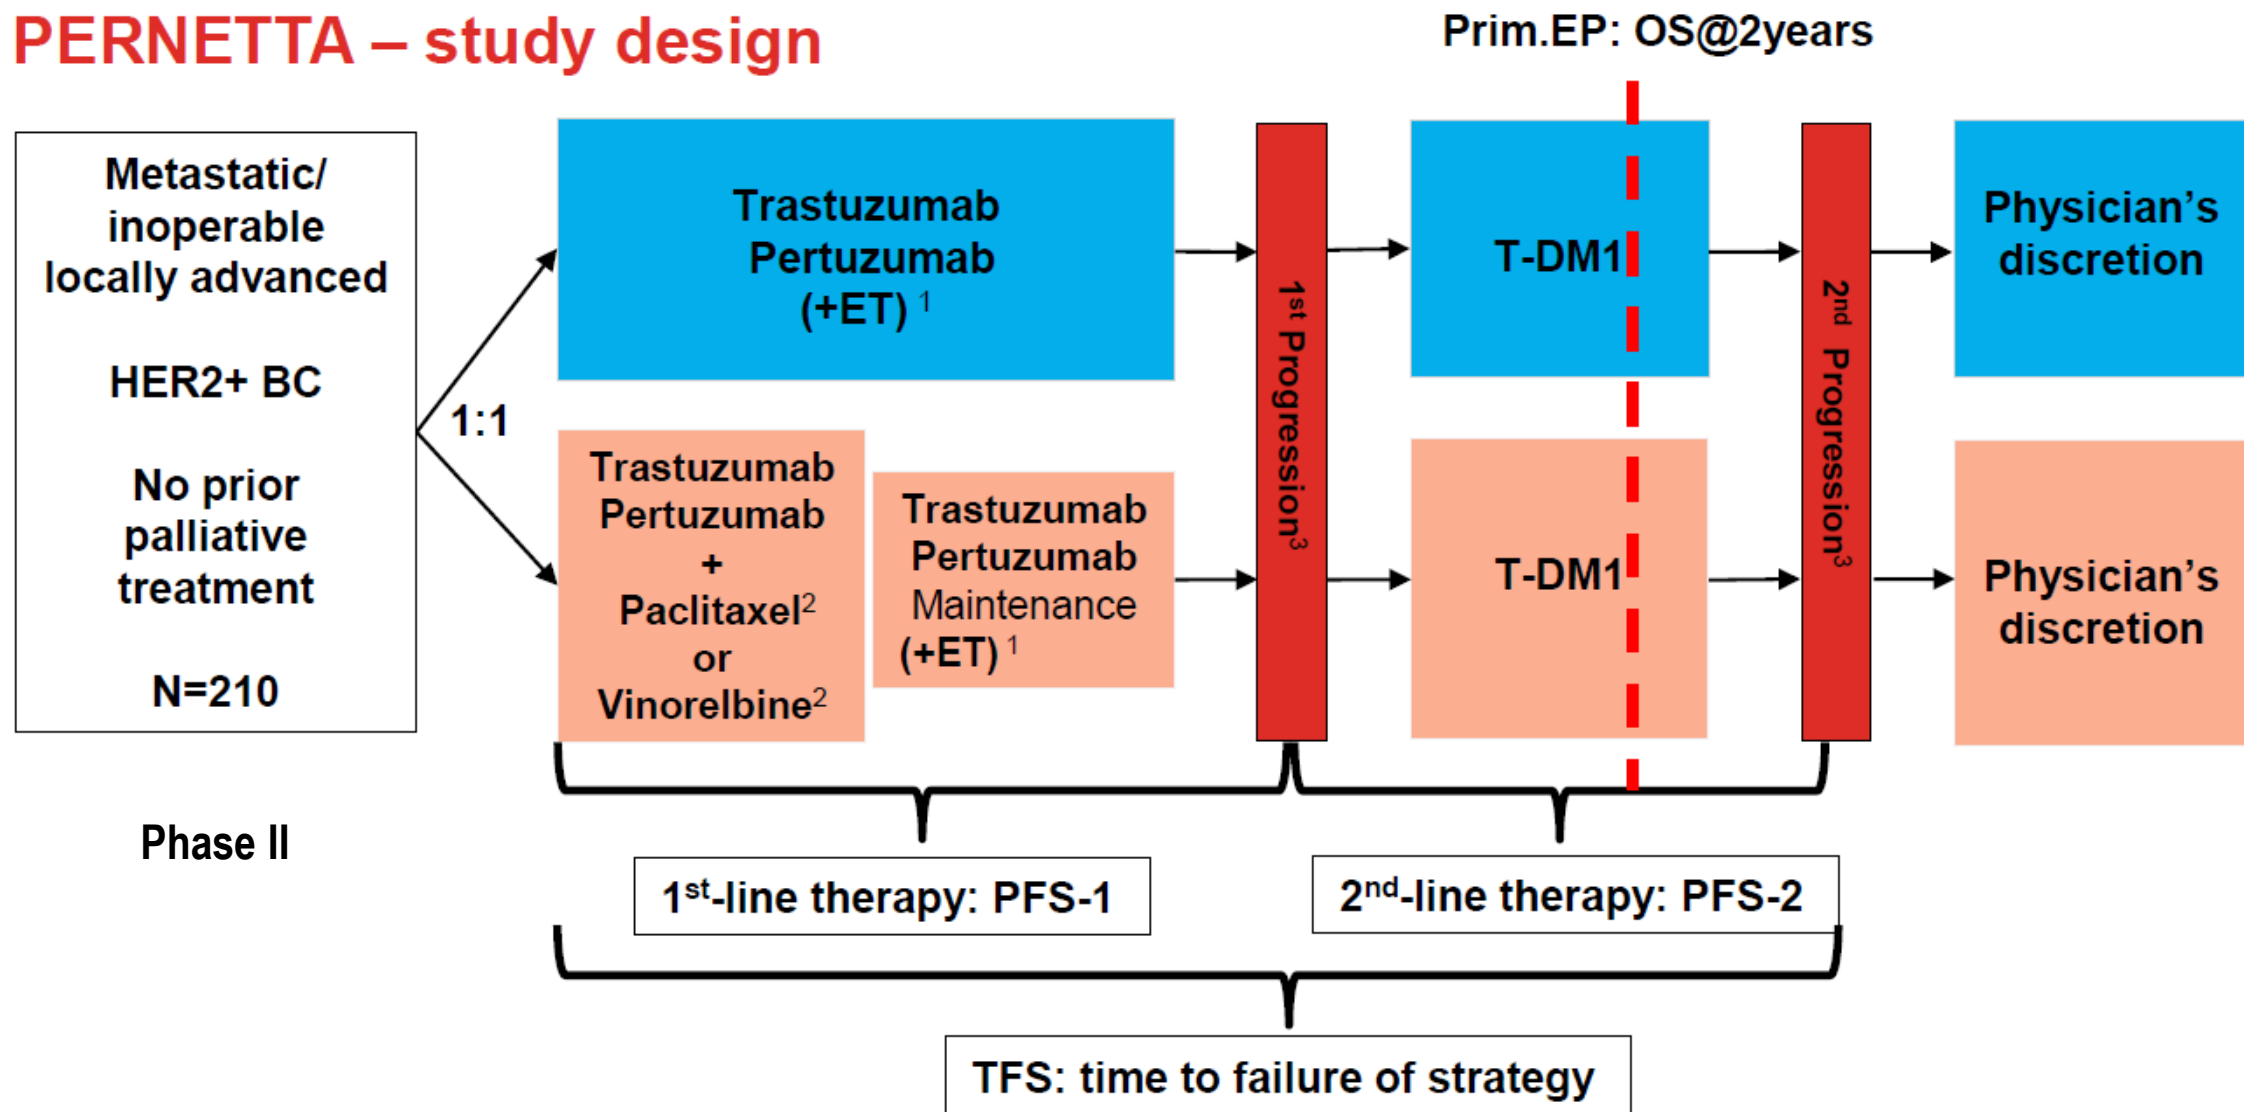 PERNETTA – study design
Prim.EP: OS@2years
Metastatic/
inoperable
locally advanced
HER2+ BC
No prior
palliative
treatment
N=210
1:1
Trastuzumab
Pertuzumab
(+ET) 1
1st Progression3
T-DM1
2nd Progression3
Physician’s
discretion
Trastuzumab
Pertuzumab
+
Paclitaxel2
or
Vinorelbine2
Trastuzumab
Pertuzumab
Maintenance
(+ET) 1
T-DM1
Physician’s
discretion
Phase II
1st-line therapy: PFS-1
2nd-line therapy: PFS-2
TFS: time to failure of strategy